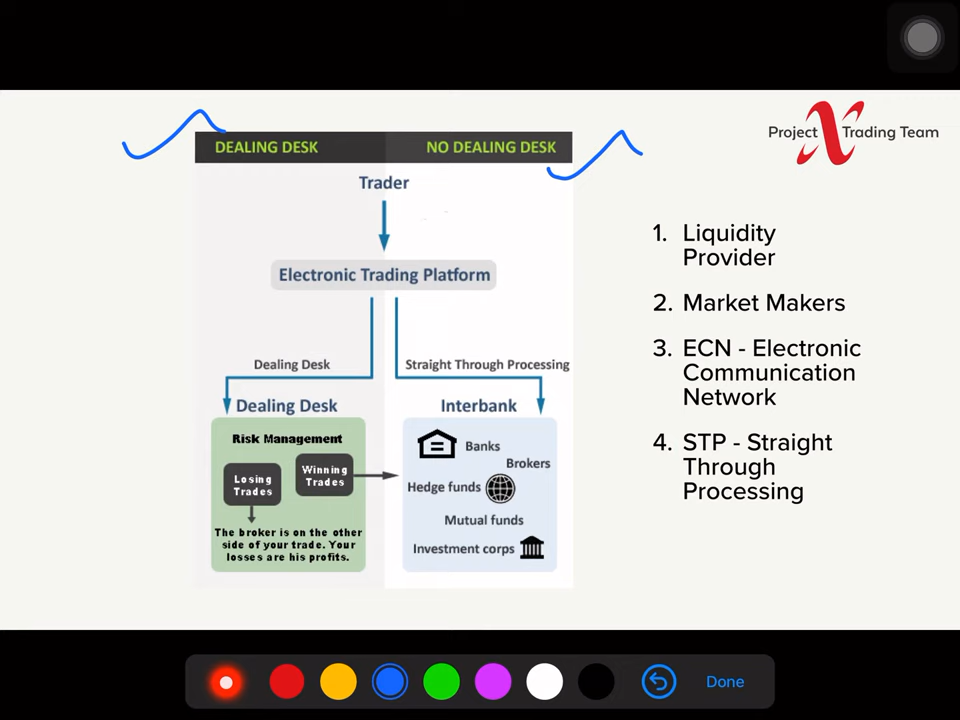 DEALING DESK
NO DEALING DESK
Project X Trading Team
Trader
Electronic Trading Platform
Dealing Desk
Straight Through Processing
Dealing Desk
Interbank
Risk Management
Losing
Trades
Winning
Trades
The broker is on the other
side of your trade. Your
losses are his profits.
Banks
Brokers
Hedge funds
Mutual funds
Investment corps
1. Liquidity
Provider
2. Market Makers
3. ECN - Electronic
Communication
Network
4. STP - Straight
Through
Processing
Done